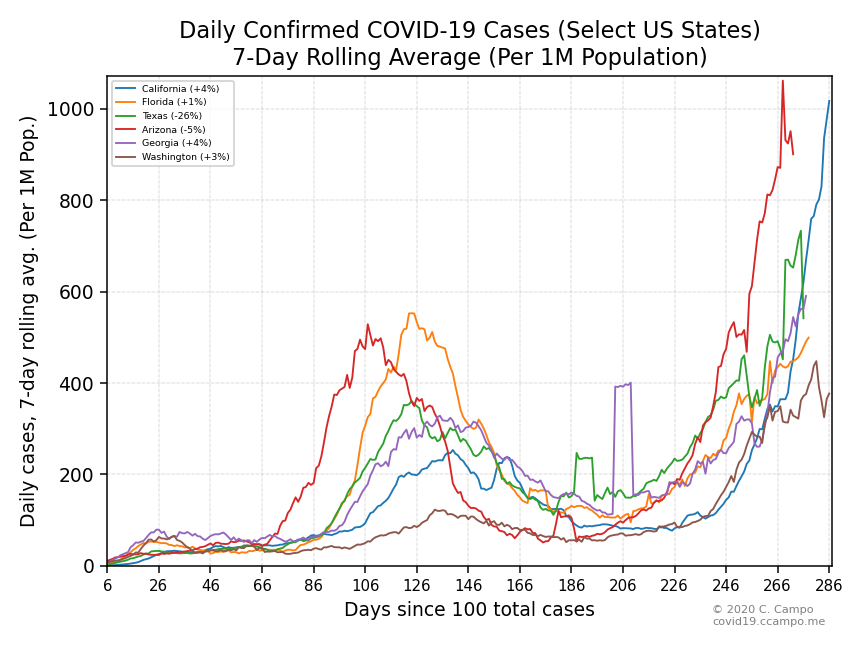 Daily Confirmed COVID-19 Cases (Select US States)
7-Day Rolling Average (Per 1M Population)
Daily cases, 7-day rolling avg. (Per 1M Pop.)
1000
800
600
400
200
0
California (+4%)
Florida (+1%)
Texas (-26%)
Arizona (-5%)
Georgia (+4%)
Washington (+3%)
6 26 46 66 86 106 126 146 166 186 206 226 246 266 286
Days since 100 total cases
© 2020 C. Campo
covid19.ccampo.me